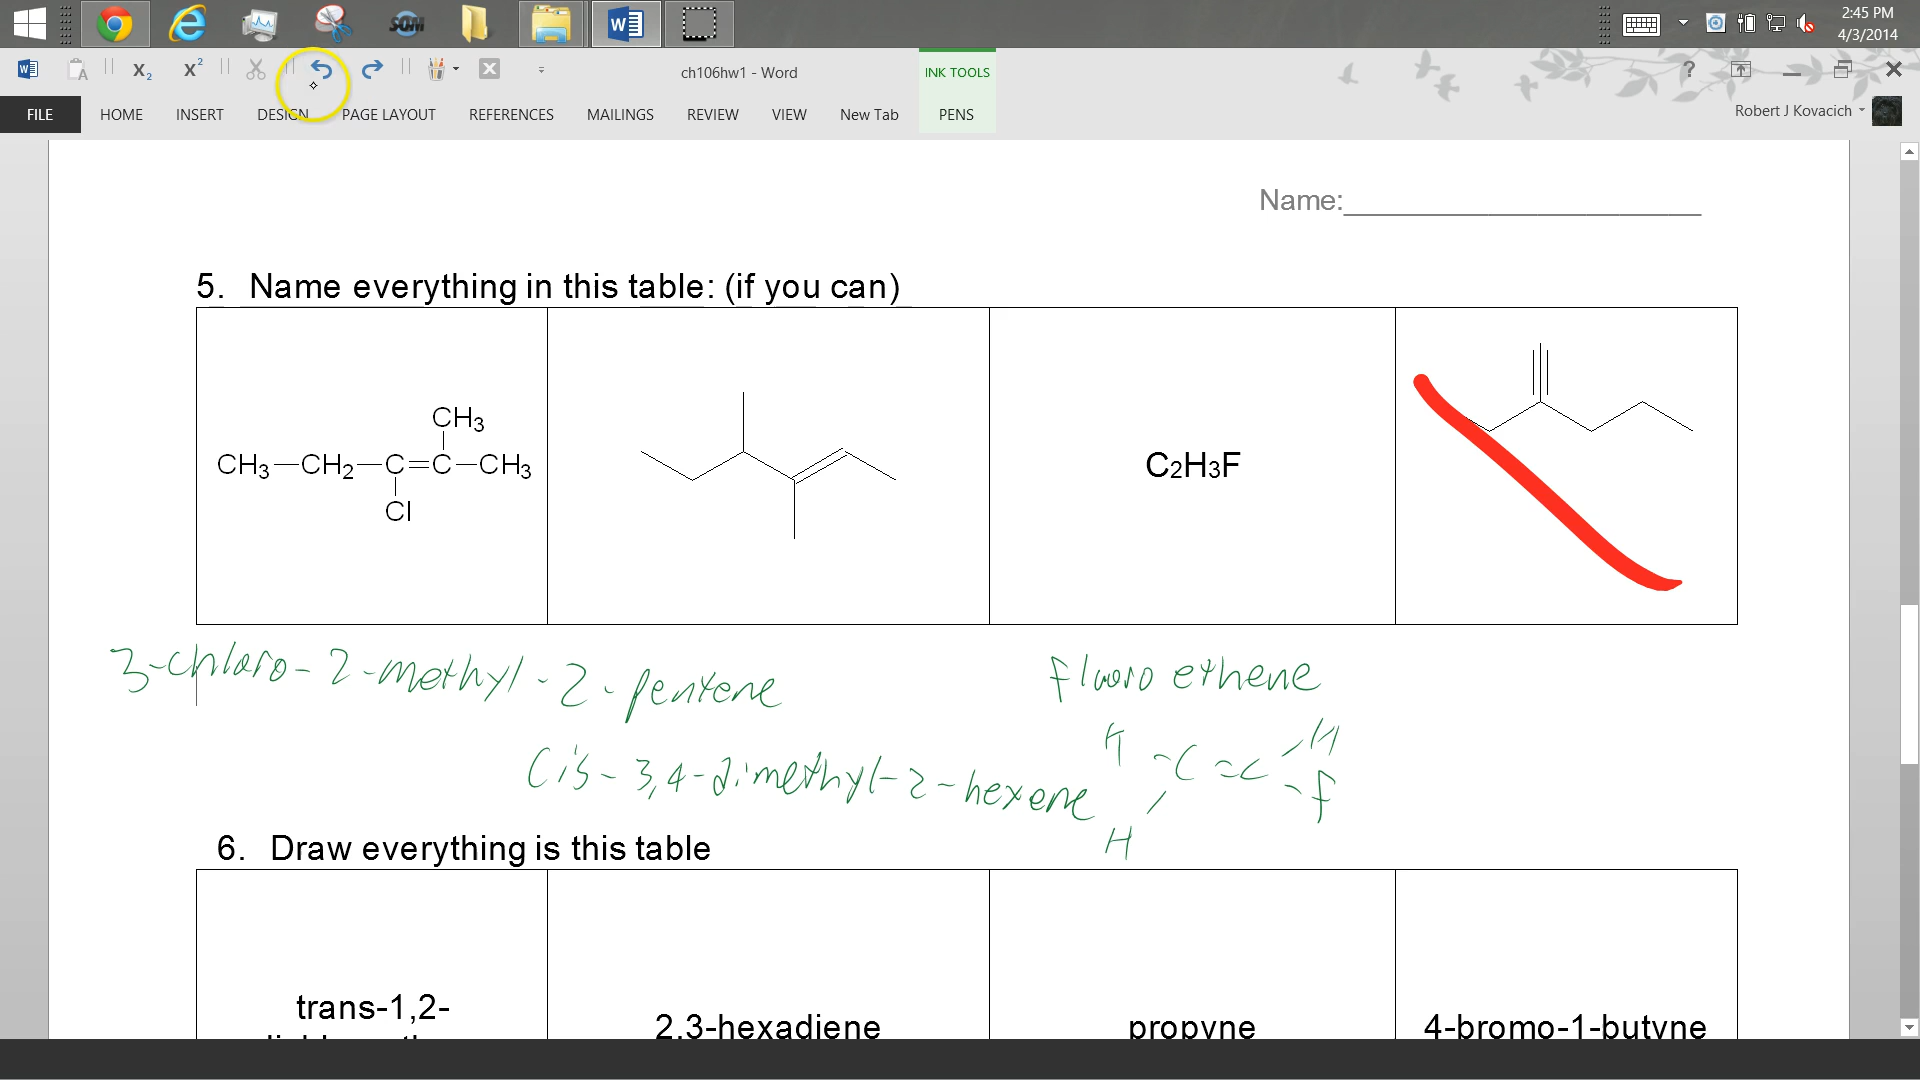 2:45 PM
4/3/2014
SOM
X₂ X² ch106hw1 - Word INK TOOLS ?
FILE HOME INSERT DESIGN PAGE LAYOUT REFERENCES MAILINGS REVIEW VIEW New Tab PENS Robert J Kovacich
Name:
5. Name everything in this table: (if you can)
CH₃
CH₃—CH₂—C=C—CH₃
Cl
C₂H₃F
3-chloro-2-methyl-2-pentene
fluoro ethene
Cis-3,4-dimethyl-2-hexene
H H
C=C
H F
6. Draw everything is this table
trans-1,2-
2,3-hexadiene propyne 4-bromo-1-butyne